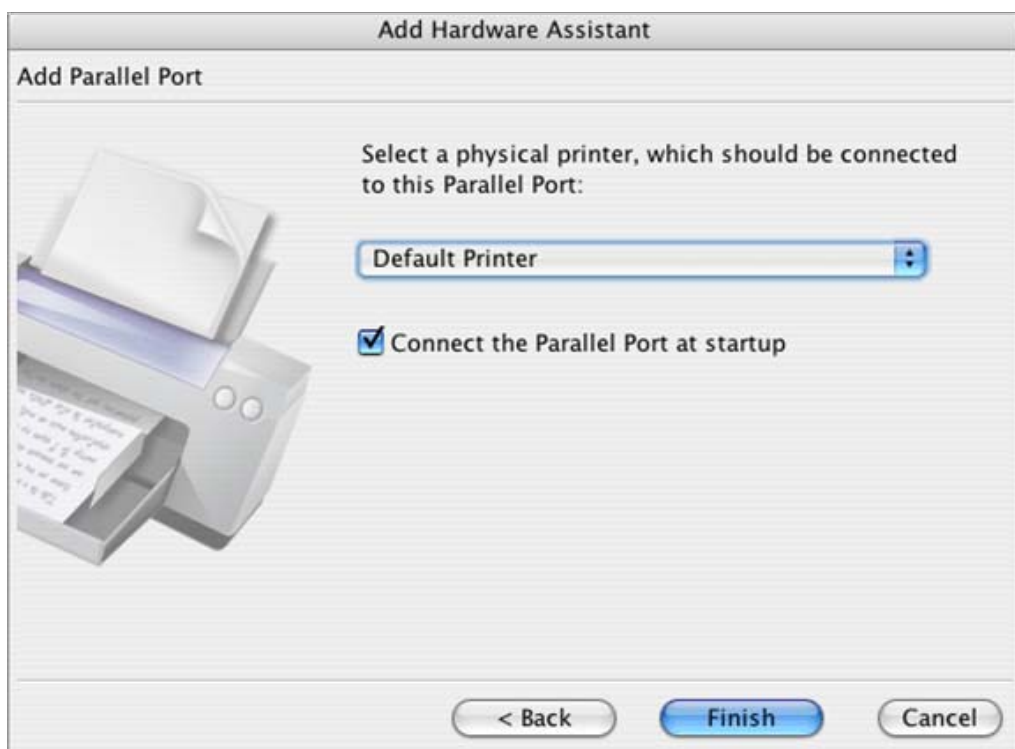 Add Hardware Assistant
Add Parallel Port
Select a physical printer, which should be connected
to this Parallel Port:
Default Printer
Connect the Parallel Port at startup
< Back
Finish
Cancel